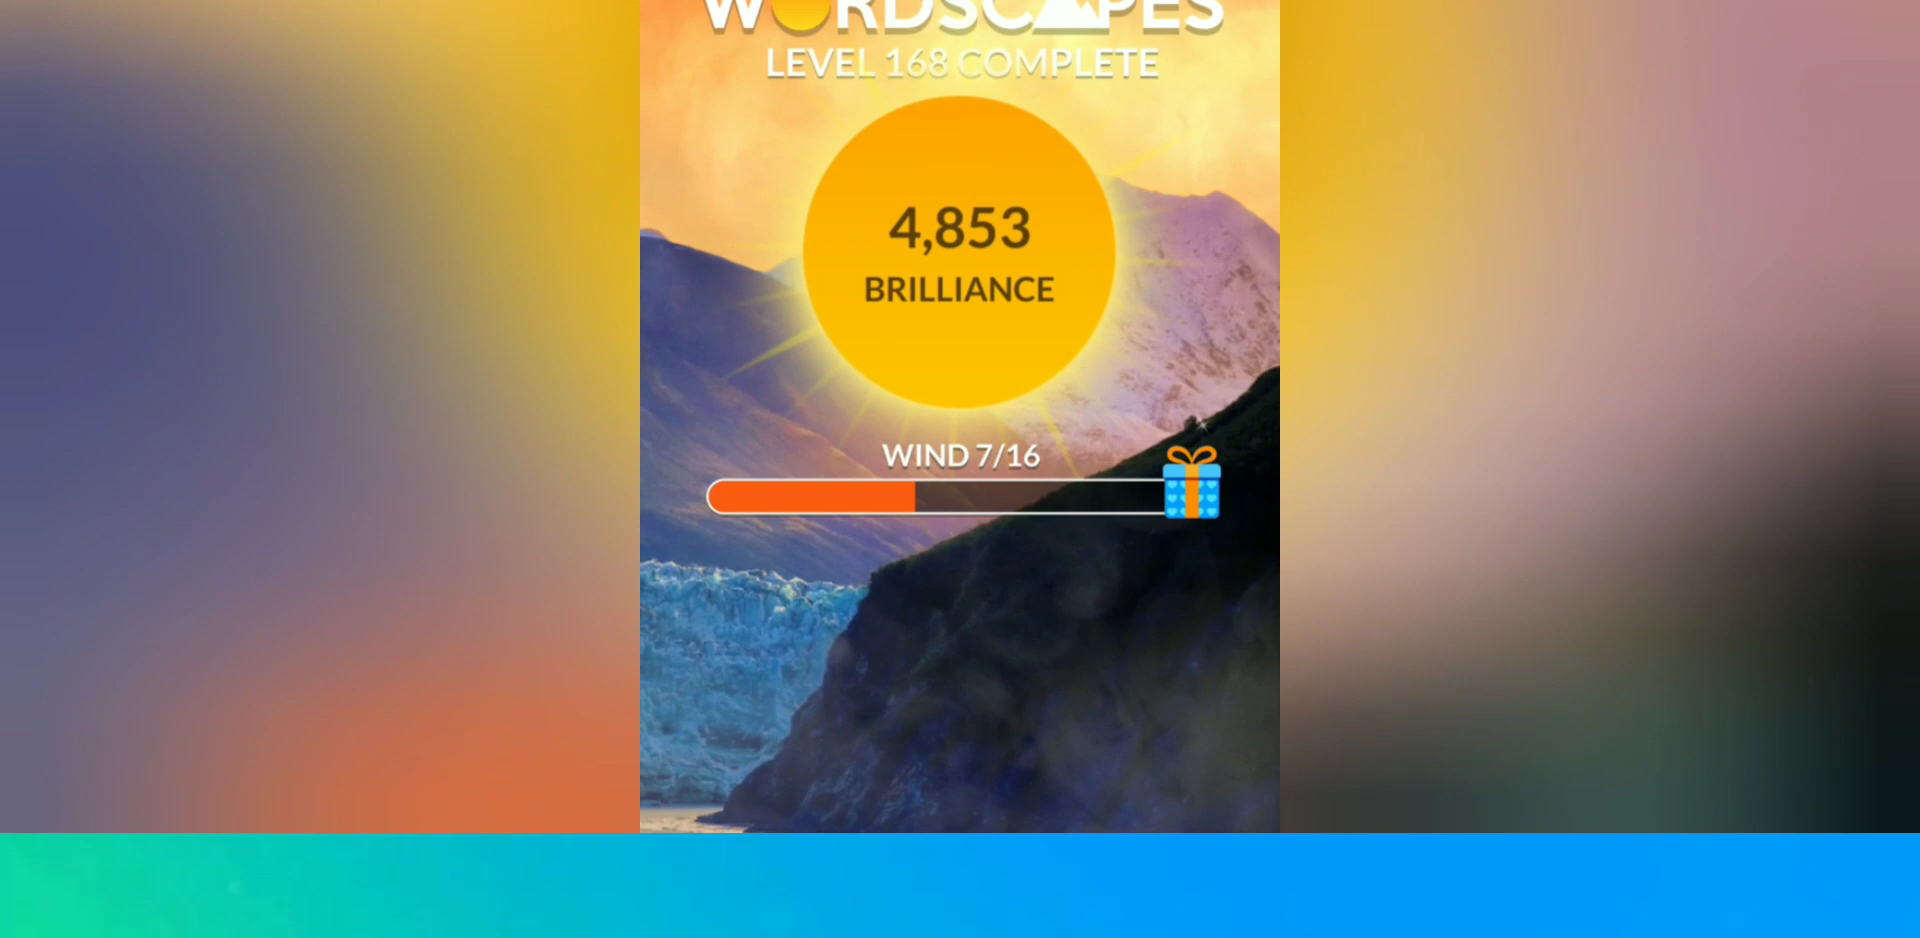 WORDSCAPES
LEVEL 168 COMPLETE
4,853
BRILLIANCE
WIND 7/16